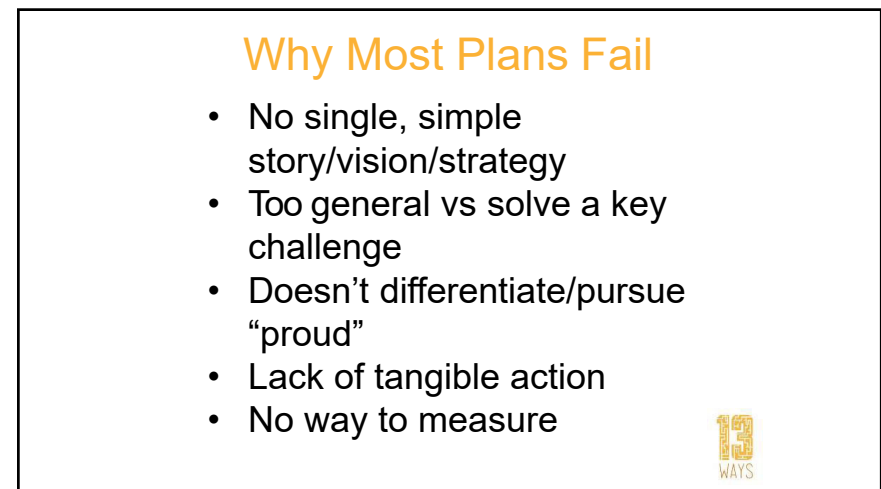 Why Most Plans Fail
• No single, simple
story/vision/strategy
• Too general vs solve a key
challenge
• Doesn’t differentiate/pursue
“proud”
• Lack of tangible action
• No way to measure
13
WAYS